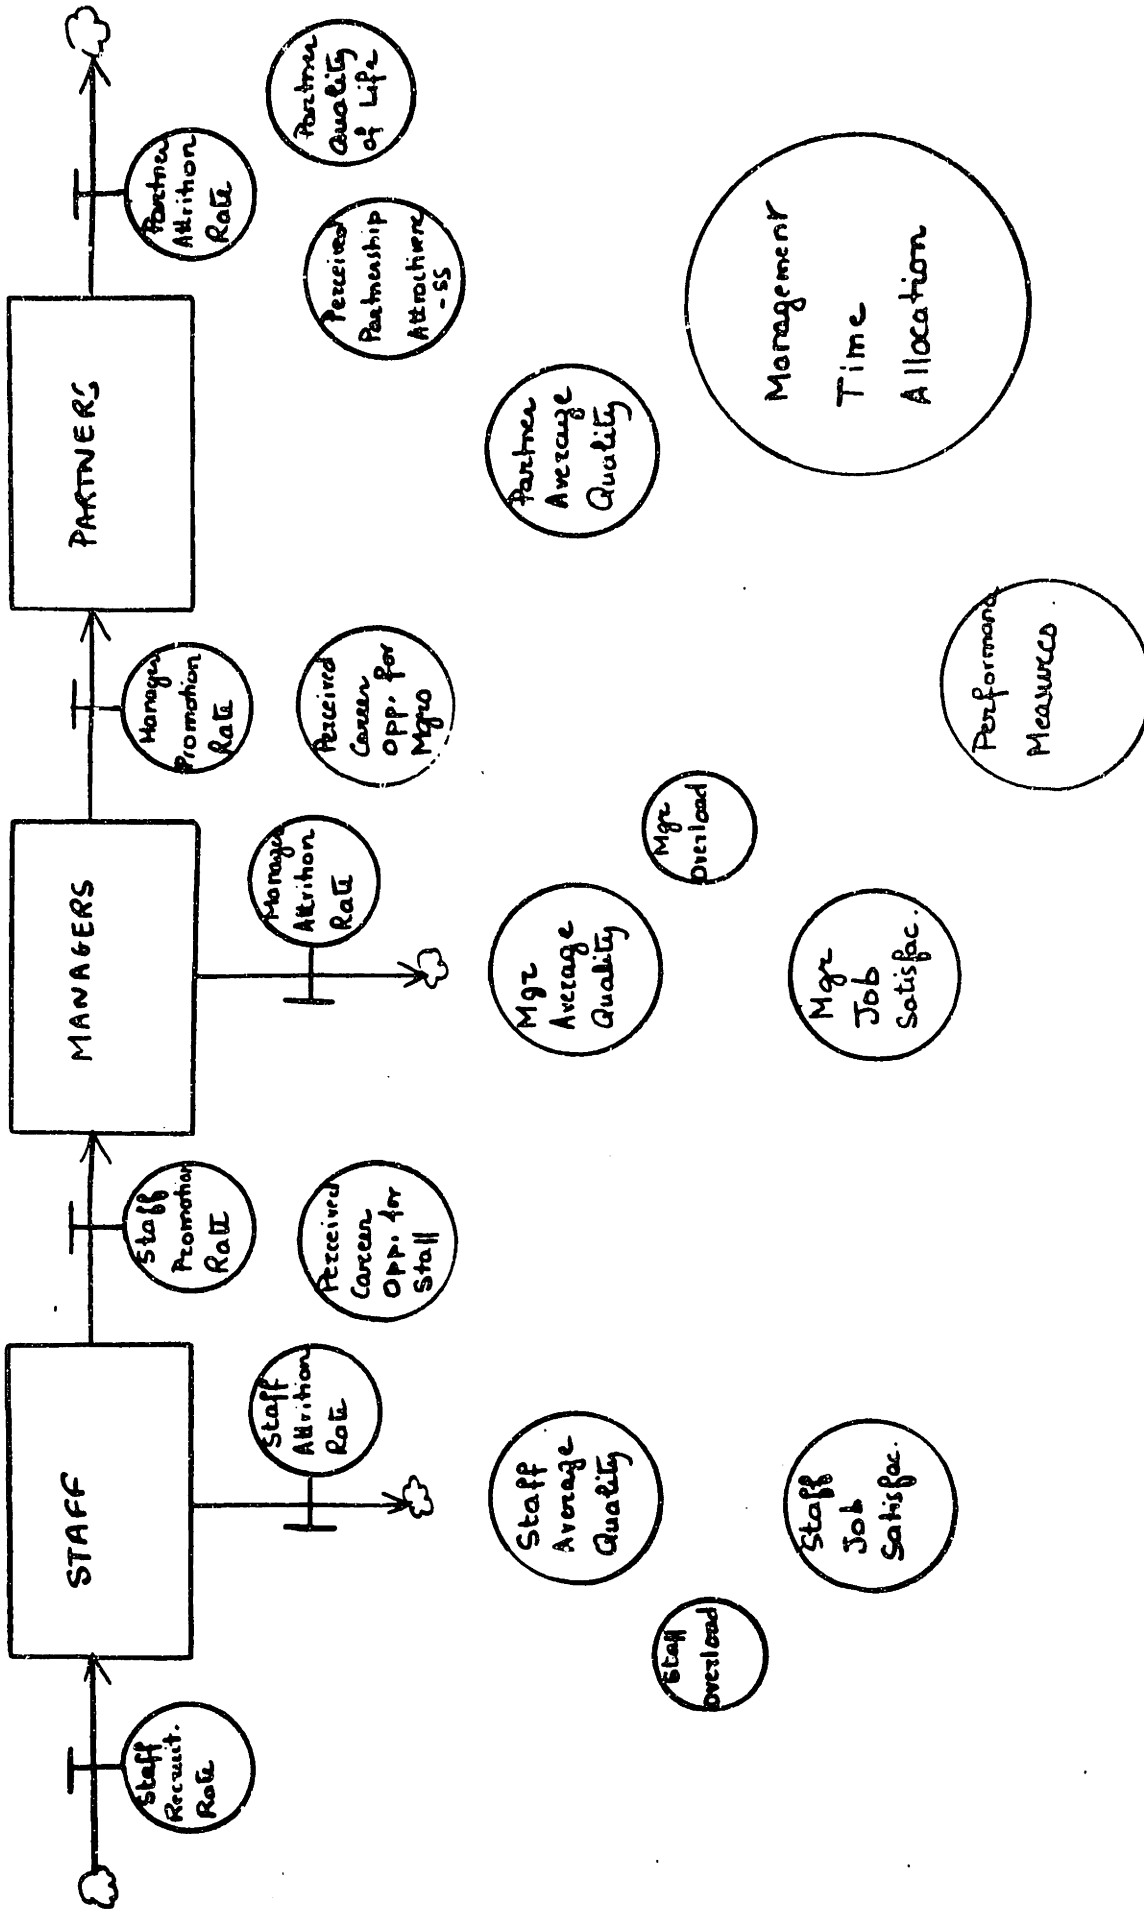 STAFF
MANAGERS
PARTNERS
Staff
Recruit.
Rate
Staff
Promotion
Rate
Manager
Promotion
Rate
Partner
Attrition
Rate
Staff
Attrition
Rate
Perceived
Career
Opp. for
Staff
Manager
Attrition
Rate
Perceived
Career
Opp. for
Mgrs
Perceived
Partnership
Attractivene
-ss
Partner
Quality
of Life
Staff
Average
Quality
Mgr
Average
Quality
Partner
Average
Quality
Staff
Overload
Mgr
Overload
Staff
Job
Satisfac.
Mgr
Job
Satisfac.
Management
Time
Allocation
Performance
Measures.